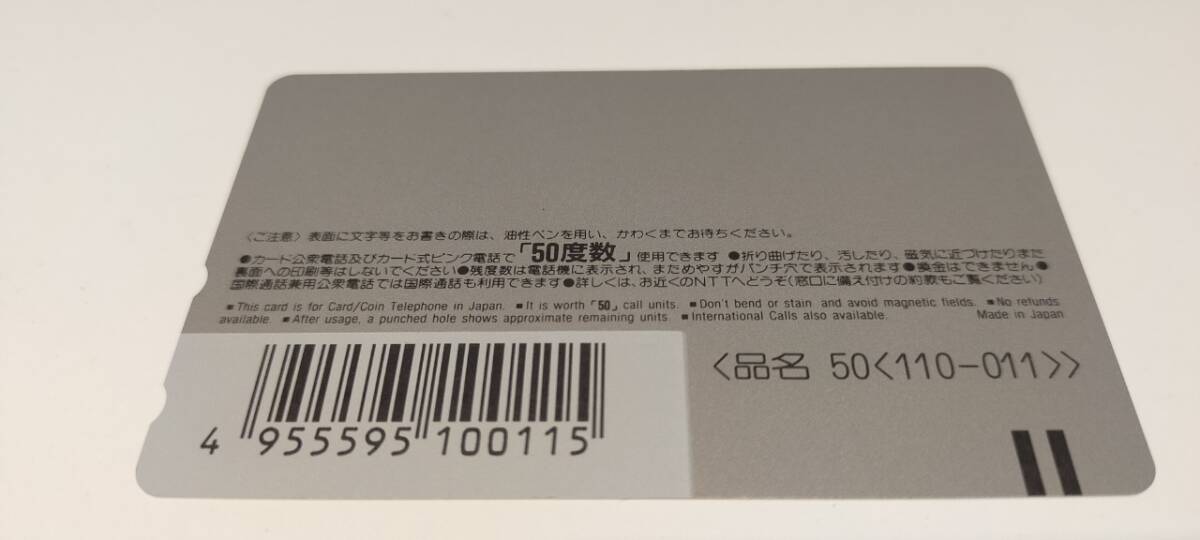 〈ご注意〉表面に文字等をお書きの際は、油性ペンを用い、かわくまでお待ちください。
●カード公衆電話及びカード式ピンク電話で「50度数」使用できます ●折り曲げたり、汚したり、磁気に近づけたりまた
裏面への印刷等はしないでください●残度数は電話機に表示され、まためやすがパンチ穴で表示されます●換金はできません●
国際通話兼用公衆電話では国際通話も利用できます●詳しくは、お近くのNTTへどうぞ(窓口に備え付けの約款もご覧ください)
■This card is for Card/Coin Telephone in Japan. ■It is worth「50」call units. ■Don't bend or stain and avoid magnetic fields. ■No refunds
available. ■After usage, a punched hole shows approximate remaining units. ■International Calls also available. Made in Japan
〈品名 50〈110-011〉〉
4 955595 100115